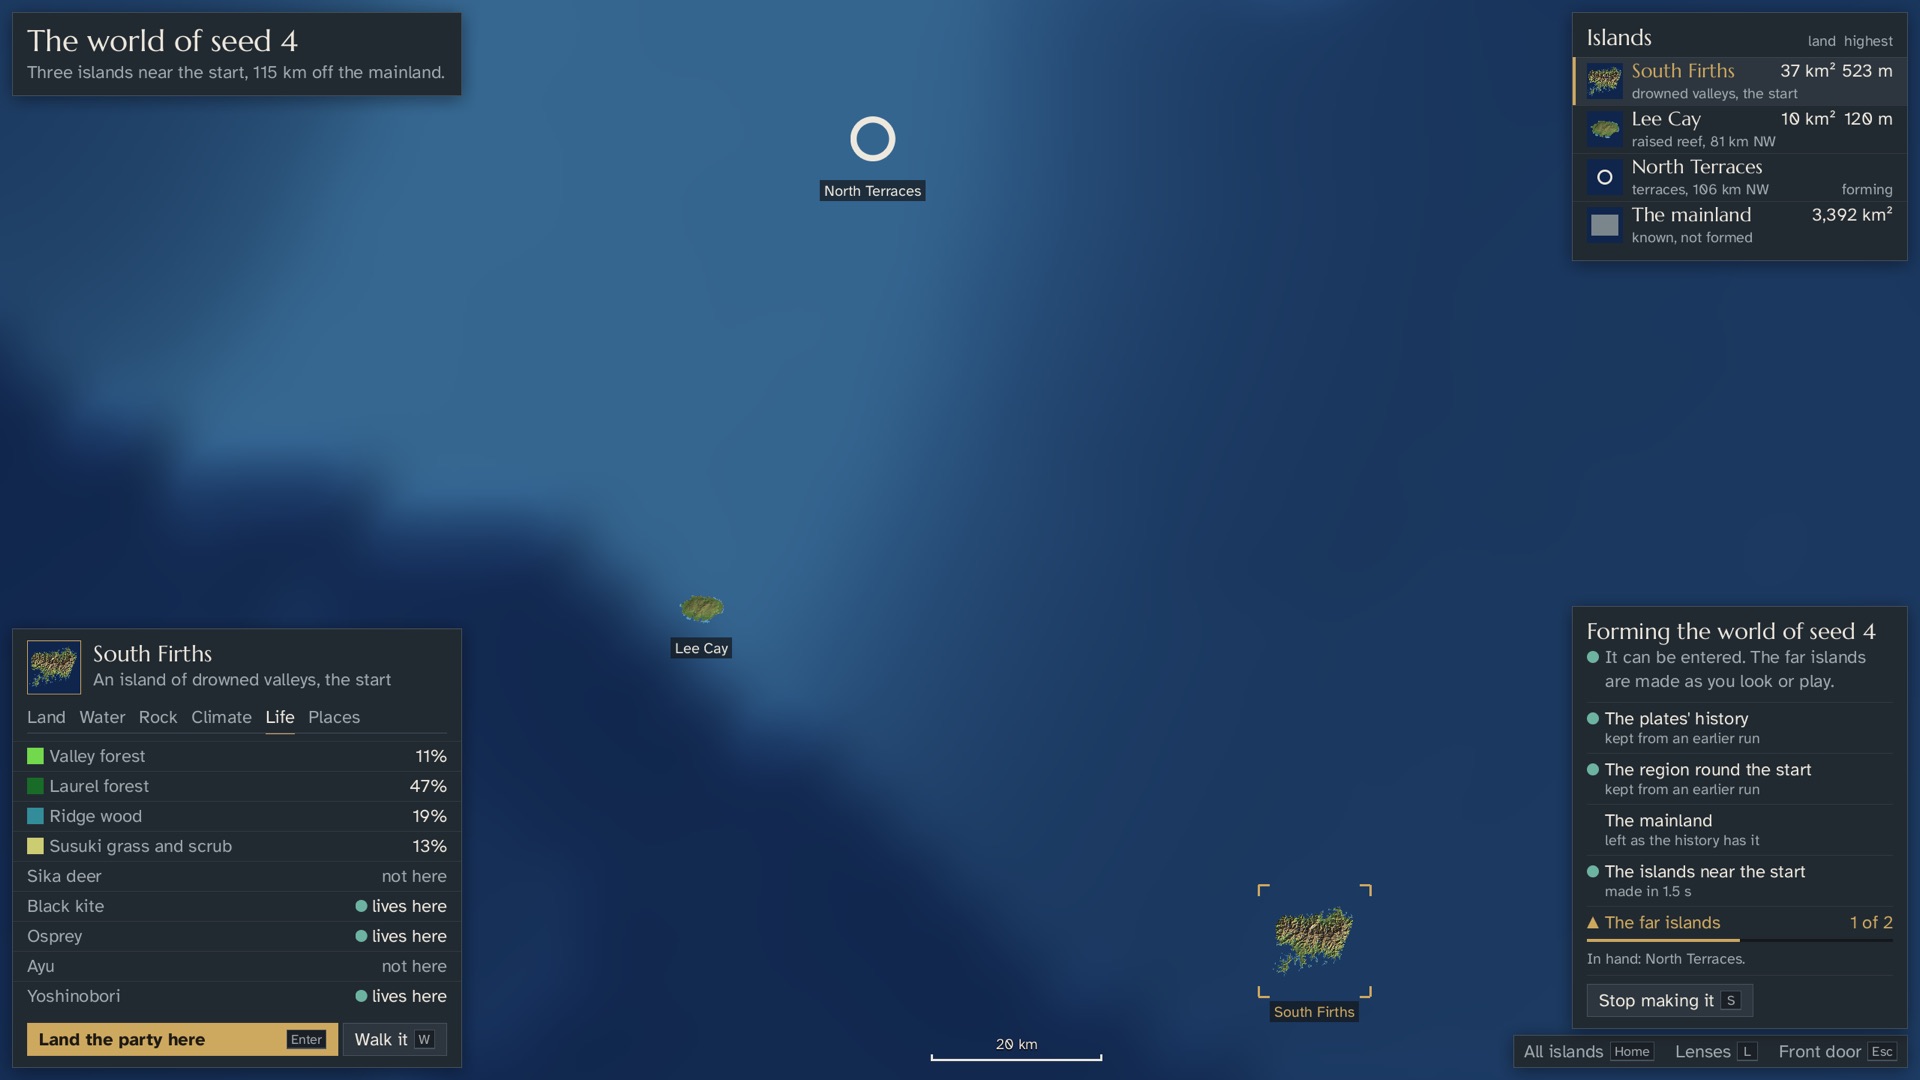 The world of seed 4
Three islands near the start, 115 km off the mainland.
Islands land highest
South Firths 37 km² 523 m
drowned valleys, the start
Lee Cay 10 km² 120 m
raised reef, 81 km NW
North Terraces
terraces, 106 km NW forming
The mainland 3,392 km²
known, not formed
North Terraces
Lee Cay
South Firths
20 km
South Firths
An island of drowned valleys, the start
Land Water Rock Climate Life Places
Valley forest 11%
Laurel forest 47%
Ridge wood 19%
Susuki grass and scrub 13%
Sika deer not here
Black kite lives here
Osprey lives here
Ayu not here
Yoshinobori lives here
Land the party here Enter Walk it W
Forming the world of seed 4
It can be entered. The far islands
are made as you look or play.
The plates' history
kept from an earlier run
The region round the start
kept from an earlier run
The mainland
left as the history has it
The islands near the start
made in 1.5 s
The far islands 1 of 2
In hand: North Terraces.
Stop making it S
All islands Home Lenses L Front door Esc